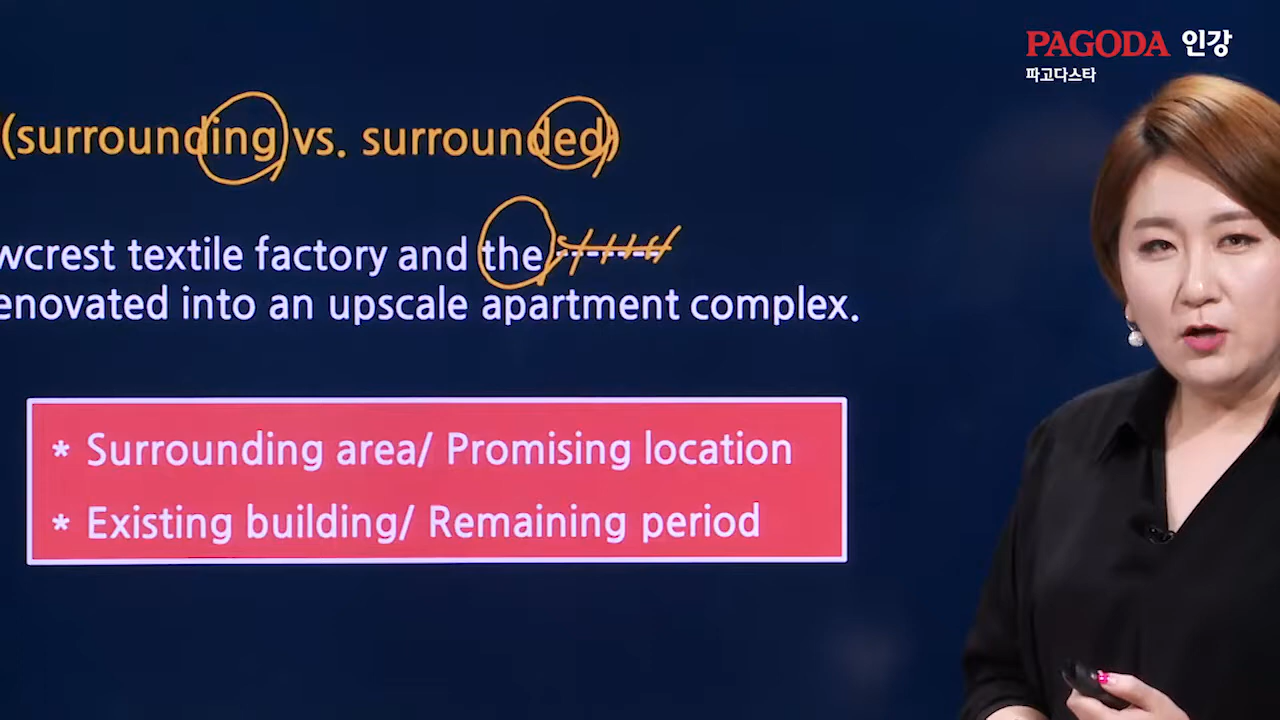 PAGODA 인강
파고다스타
(surrounding vs. surrounded)
wcrest textile factory and the -------
enovated into an upscale apartment complex.
* Surrounding area/ Promising location
* Existing building/ Remaining period